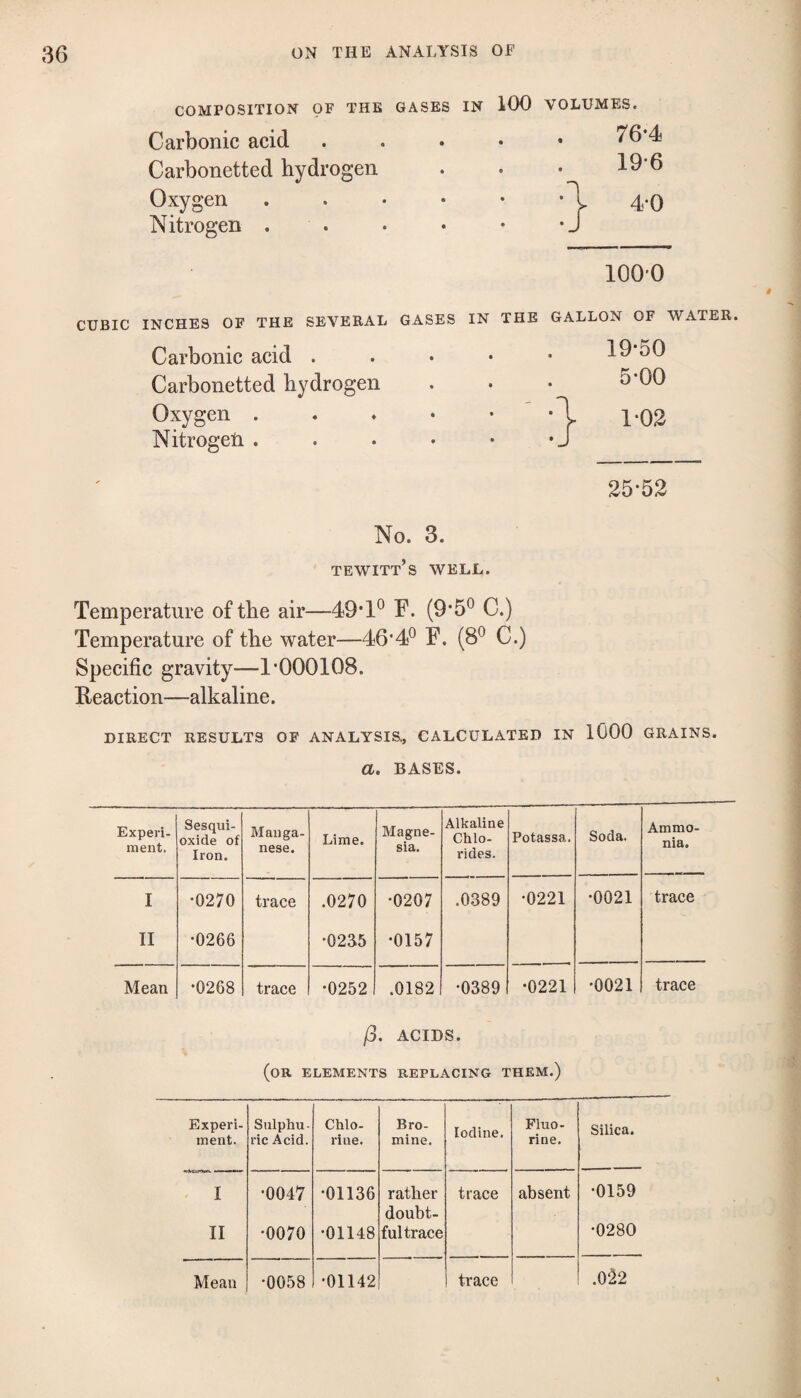 36 ON THE ANALYSIS OF
COMPOSITION OF THE GASES IN 100 VOLUMES.
Carbonic acid . . . . . 76·4
Carbonetted hydrogen . . . 19·6
Oxygen . . . . . . } 4·0
Nitrogen . . . . . .
100·0
CUBIC INCHES OF THE SEVERAL GASES IN THE GALLON OF WATER.
Carbonic acid . . . . . 19·50
Carbonetted hydrogen . . . 5·00
Oxygen . . . . . . } 1·02
Nitrogen . . . . . .
25·52
No. 3.
TEWITT’S WELL.
Temperature of the air—49·1⁰ F. (9·5⁰ C.)
Temperature of the water—46·4⁰ F. (8⁰ C.)
Specific gravity—1·000108.
Reaction—alkaline.
DIRECT RESULTS OF ANALYSIS, CALCULATED IN 1000 GRAINS.
a. BASES.
Experiment. | Sesquioxide of Iron. | Manganese. | Lime. | Magnesia. | Alkaline Chlorides. | Potassa. | Soda. | Ammonia.
I ·0270 trace .0270 ·0207 .0389 ·0221 ·0021 trace
II ·0266 ·0235 ·0157
Mean ·0268 trace ·0252 .0182 ·0389 ·0221 ·0021 trace
β. ACIDS.
(OR ELEMENTS REPLACING THEM.)
Experiment. | Sulphuric Acid. | Chlorine. | Bromine. | Iodine. | Fluorine. | Silica.
I ·0047 ·01136 rather doubt- trace absent ·0159
II ·0070 ·01148 ful trace ·0280
Mean ·0058 ·01142 trace .022